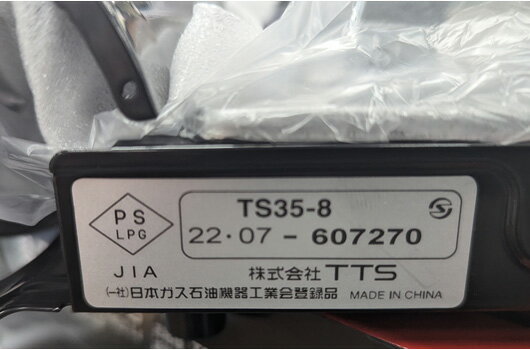 PS
LPG
JIA
TS35-8
22・07-607270
株式会社 TTS
(一社)日本ガス石油機器工業会登録品 MADE IN CHINA